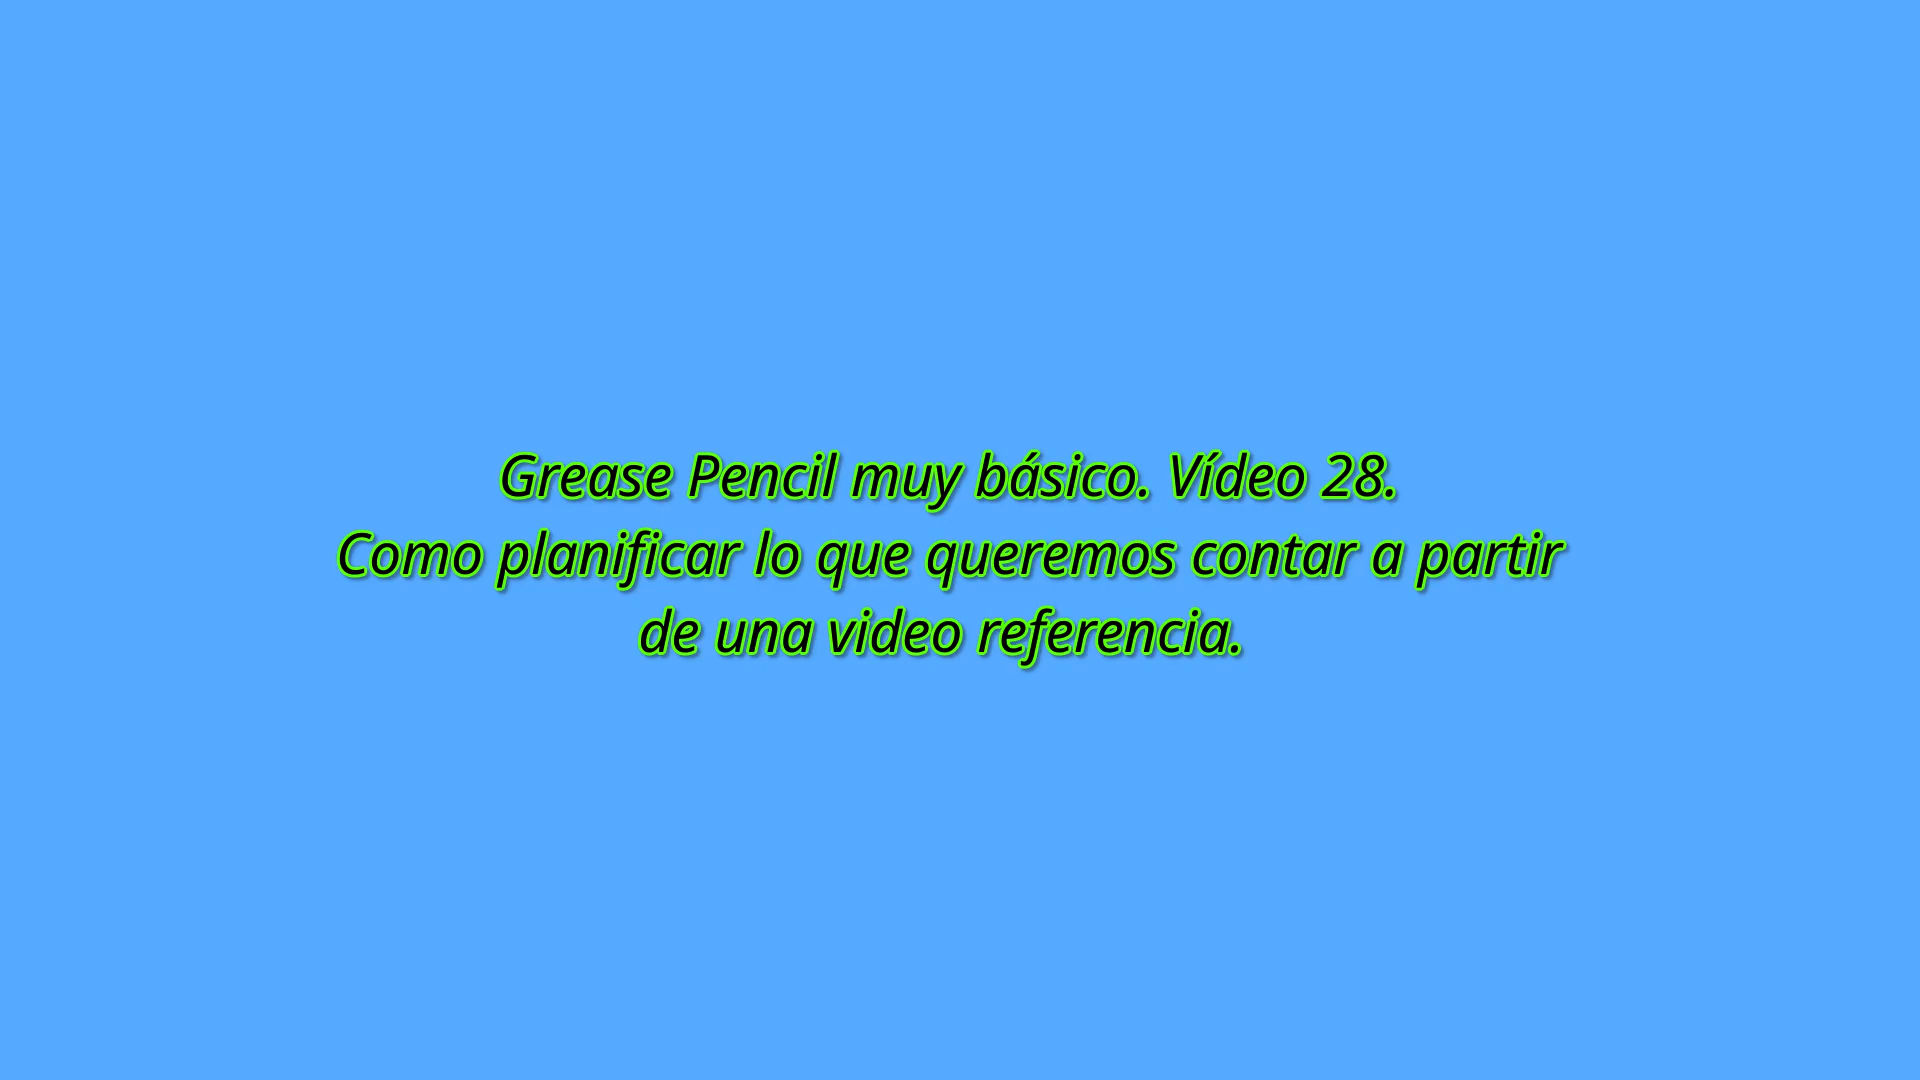 Grease Pencil muy básico. Vídeo 28.
Como planificar lo que queremos contar a partir
de una video referencia.